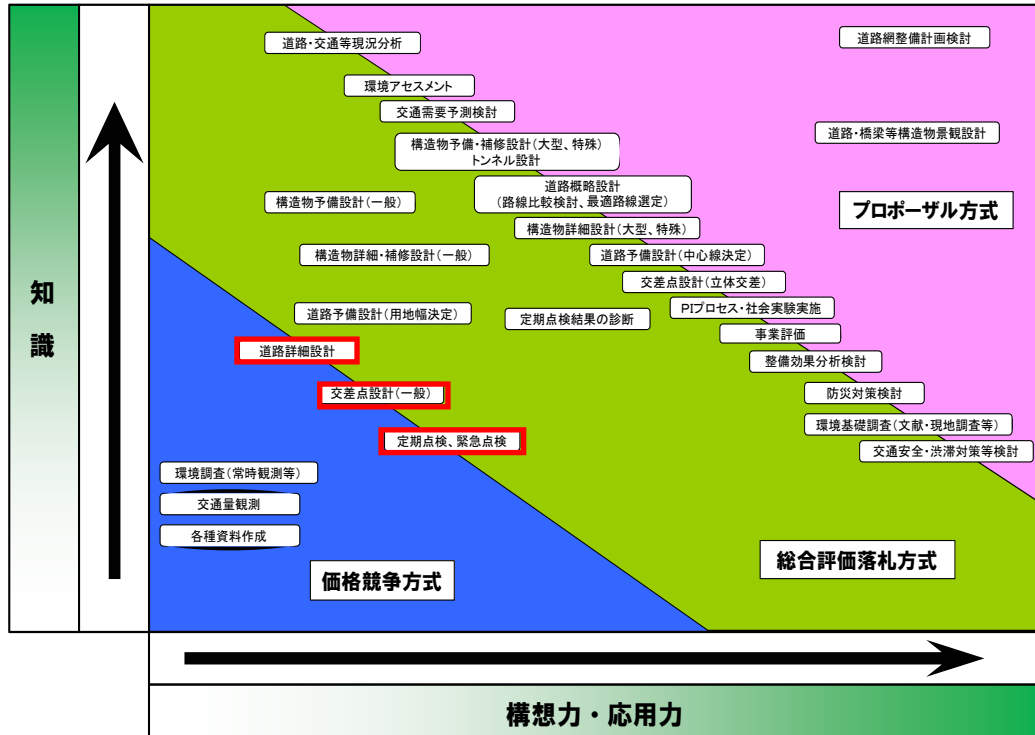 道路・交通等現況分析
道路網整備計画検討
環境アセスメント
交通需要予測検討
道路・橋梁等構造物景観設計
構造物予備・補修設計(大型、特殊)
トンネル設計
道路概略設計
(路線比較検討、最適路線選定)
構造物予備設計(一般)
プロポーザル方式
構造物詳細設計(大型、特殊)
構造物詳細・補修設計(一般)
道路予備設計(中心線決定)
交差点設計(立体交差)
知識
道路予備設計(用地幅決定)
定期点検結果の診断
PIプロセス・社会実験実施
事業評価
道路詳細設計
整備効果分析検討
交差点設計(一般)
防災対策検討
環境基礎調査(文献・現地調査等)
定期点検、緊急点検
交通安全・渋滞対策等検討
環境調査(常時観測等)
交通量観測
各種資料作成
総合評価落札方式
価格競争方式
構想力・応用力